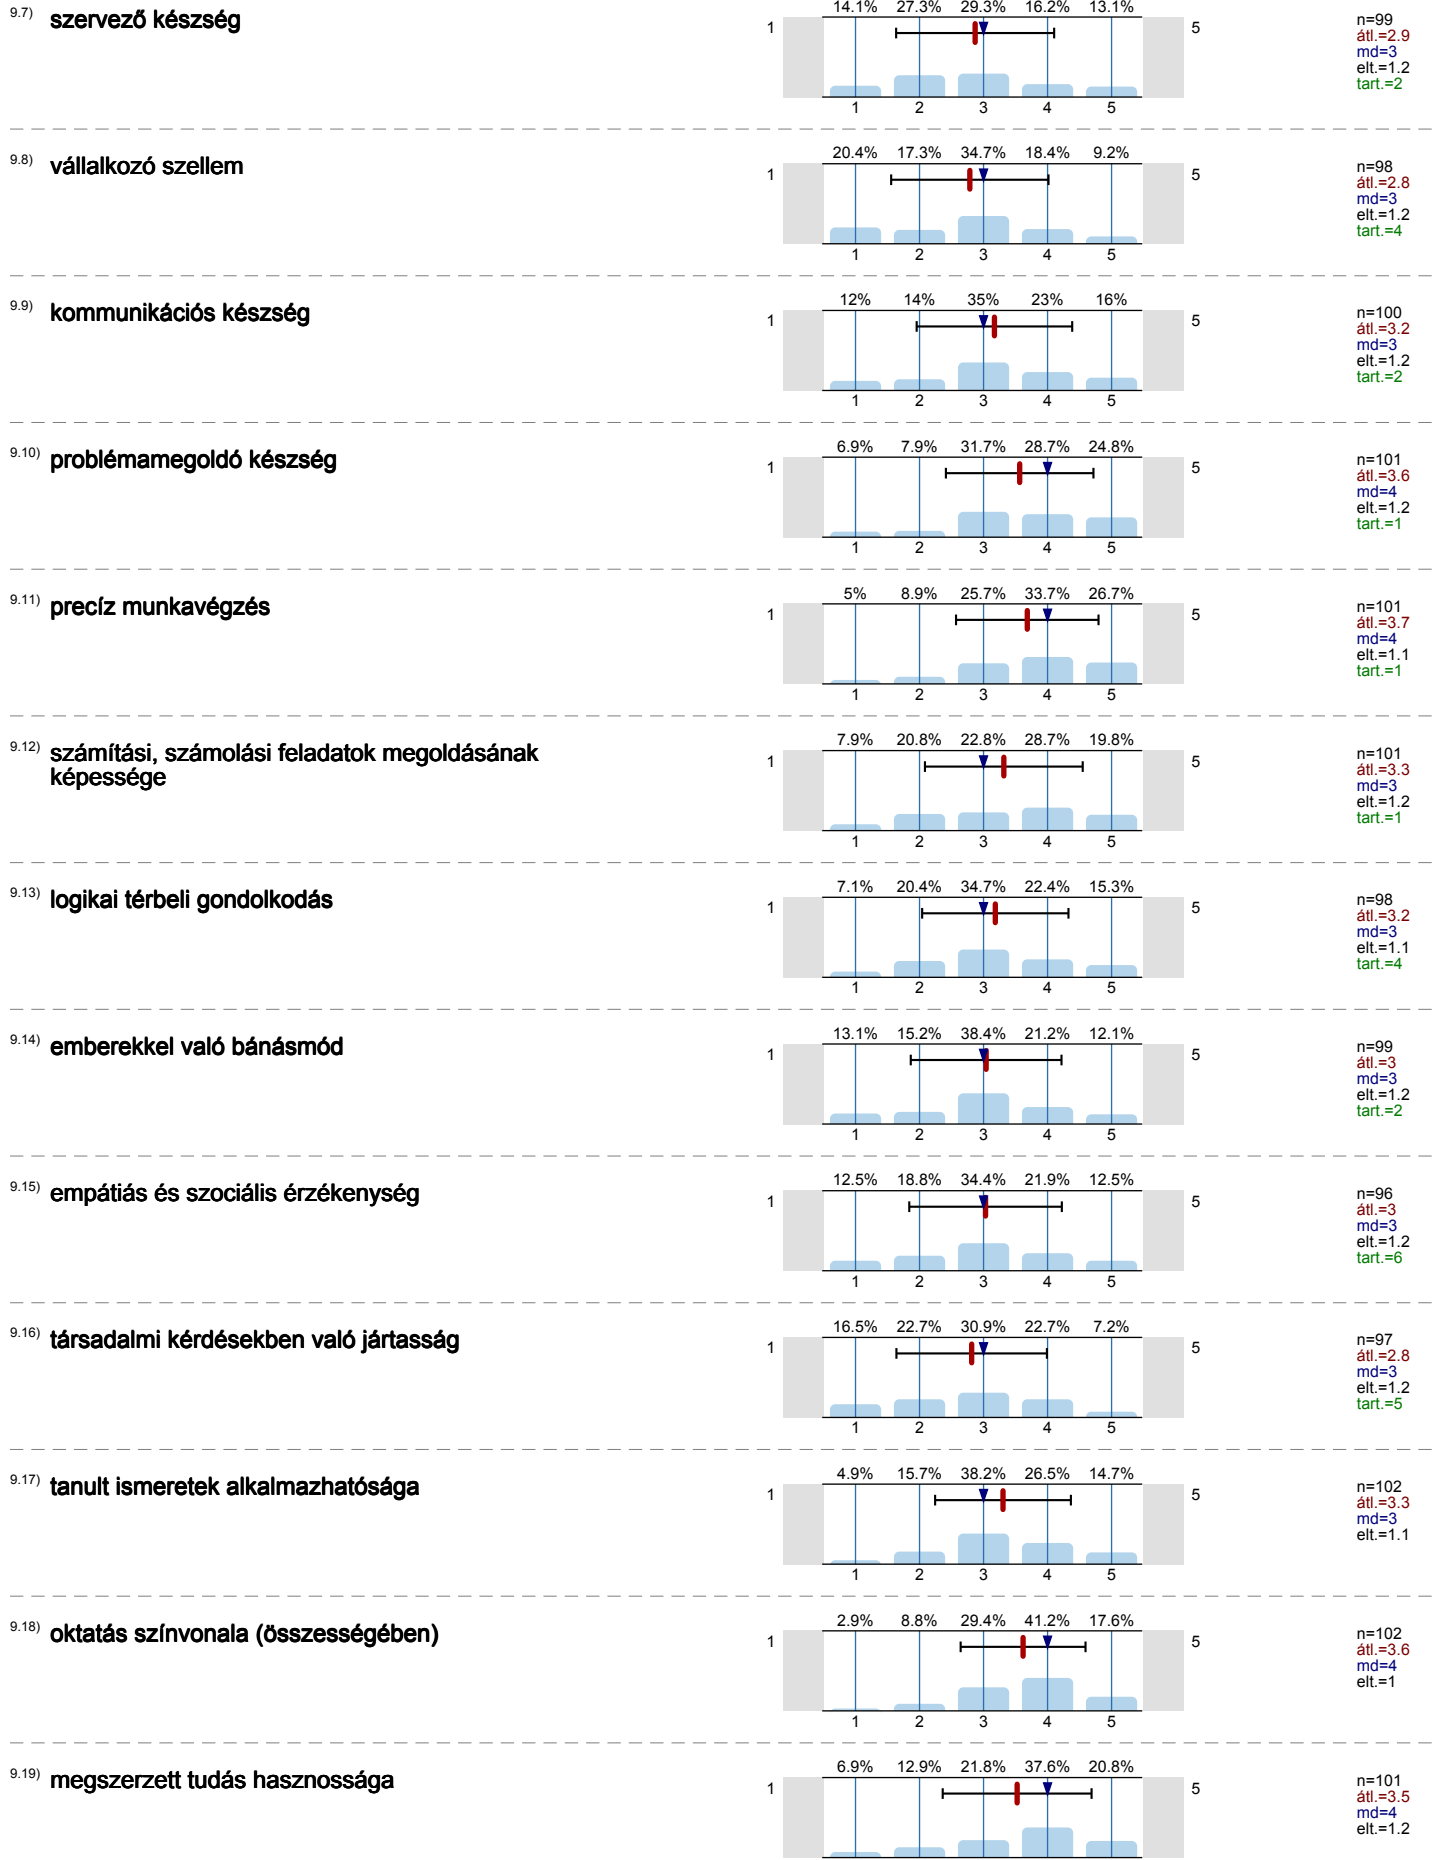 9.7) szervező készség
14.1% 27.3% 29.3% 16.2% 13.1%
1 5
1 2 3 4 5
n=99
átl.=2.9
md=3
elt.=1.2
tart.=2
9.8) vállalkozó szellem
20.4% 17.3% 34.7% 18.4% 9.2%
1 5
1 2 3 4 5
n=98
átl.=2.8
md=3
elt.=1.2
tart.=4
9.9) kommunikációs készség
12% 14% 35% 23% 16%
1 5
1 2 3 4 5
n=100
átl.=3.2
md=3
elt.=1.2
tart.=2
9.10) problémamegoldó készség
6.9% 7.9% 31.7% 28.7% 24.8%
1 5
1 2 3 4 5
n=101
átl.=3.6
md=4
elt.=1.2
tart.=1
9.11) precíz munkavégzés
5% 8.9% 25.7% 33.7% 26.7%
1 5
1 2 3 4 5
n=101
átl.=3.7
md=4
elt.=1.1
tart.=1
9.12) számítási, számolási feladatok megoldásának
képessége
7.9% 20.8% 22.8% 28.7% 19.8%
1 5
1 2 3 4 5
n=101
átl.=3.3
md=3
elt.=1.2
tart.=1
9.13) logikai térbeli gondolkodás
7.1% 20.4% 34.7% 22.4% 15.3%
1 5
1 2 3 4 5
n=98
átl.=3.2
md=3
elt.=1.1
tart.=4
9.14) emberekkel való bánásmód
13.1% 15.2% 38.4% 21.2% 12.1%
1 5
1 2 3 4 5
n=99
átl.=3
md=3
elt.=1.2
tart.=2
9.15) empátiás és szociális érzékenység
12.5% 18.8% 34.4% 21.9% 12.5%
1 5
1 2 3 4 5
n=96
átl.=3
md=3
elt.=1.2
tart.=6
9.16) társadalmi kérdésekben való jártasság
16.5% 22.7% 30.9% 22.7% 7.2%
1 5
1 2 3 4 5
n=97
átl.=2.8
md=3
elt.=1.2
tart.=5
9.17) tanult ismeretek alkalmazhatósága
4.9% 15.7% 38.2% 26.5% 14.7%
1 5
1 2 3 4 5
n=102
átl.=3.3
md=3
elt.=1.1
9.18) oktatás színvonala (összességében)
2.9% 8.8% 29.4% 41.2% 17.6%
1 5
1 2 3 4 5
n=102
átl.=3.6
md=4
elt.=1
9.19) megszerzett tudás hasznossága
6.9% 12.9% 21.8% 37.6% 20.8%
1 5
n=101
átl.=3.5
md=4
elt.=1.2